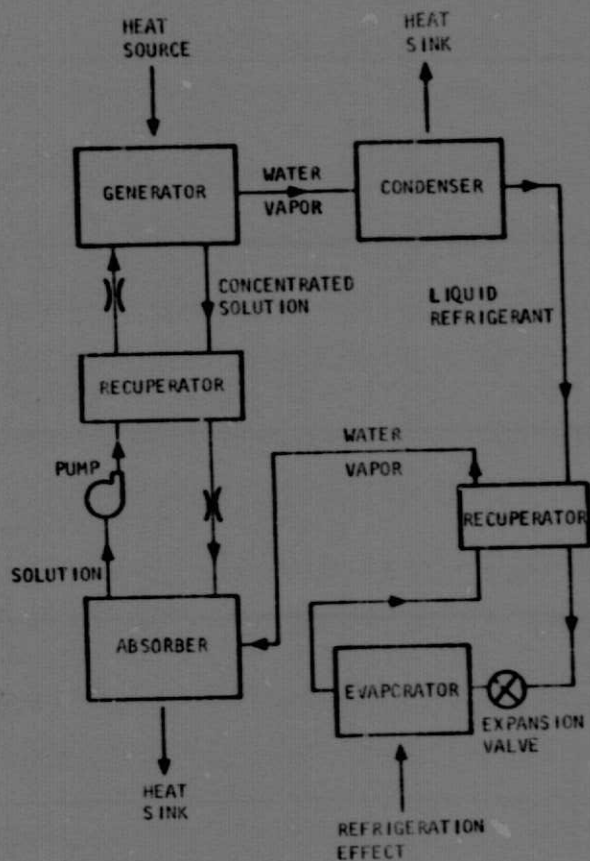 HEAT
SOURCE
HEAT
SINK
GENERATOR
WATER
VAPOR
CONDENSER
CONCENTRATED
SOLUTION
LIQUID
REFRIGERANT
RECUPERATOR
WATER
VAPOR
PUMP
RECUPERATOR
SOLUTION
ABSORBER
EVAPORATOR
EXPANSION
VALVE
HEAT
SINK
REFRIGERATION
EFFECT